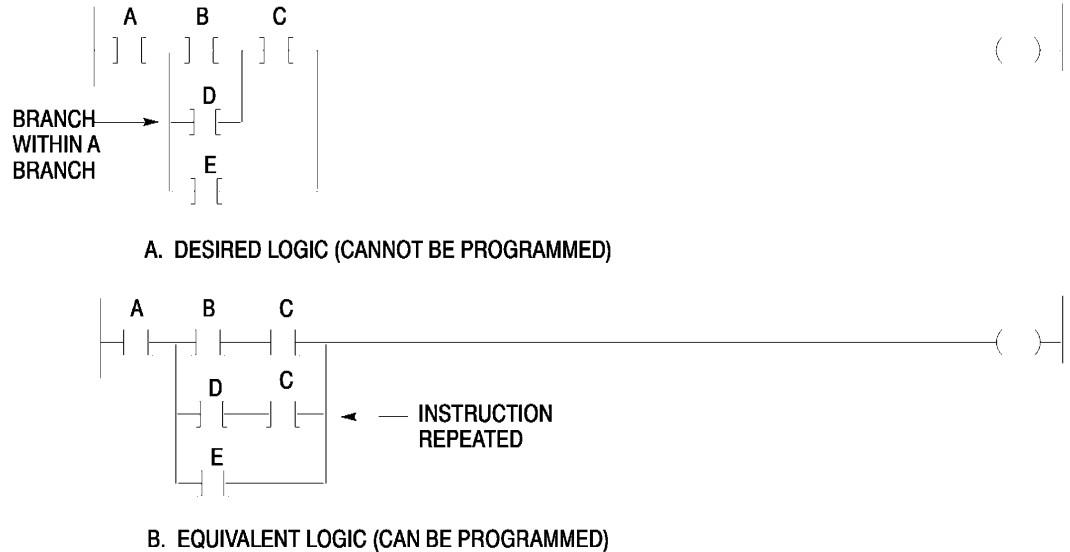 A B C
D
BRANCH
WITHIN A
BRANCH
E
A. DESIRED LOGIC (CANNOT BE PROGRAMMED)
A B C
D C
INSTRUCTION
REPEATED
E
B. EQUIVALENT LOGIC (CAN BE PROGRAMMED)